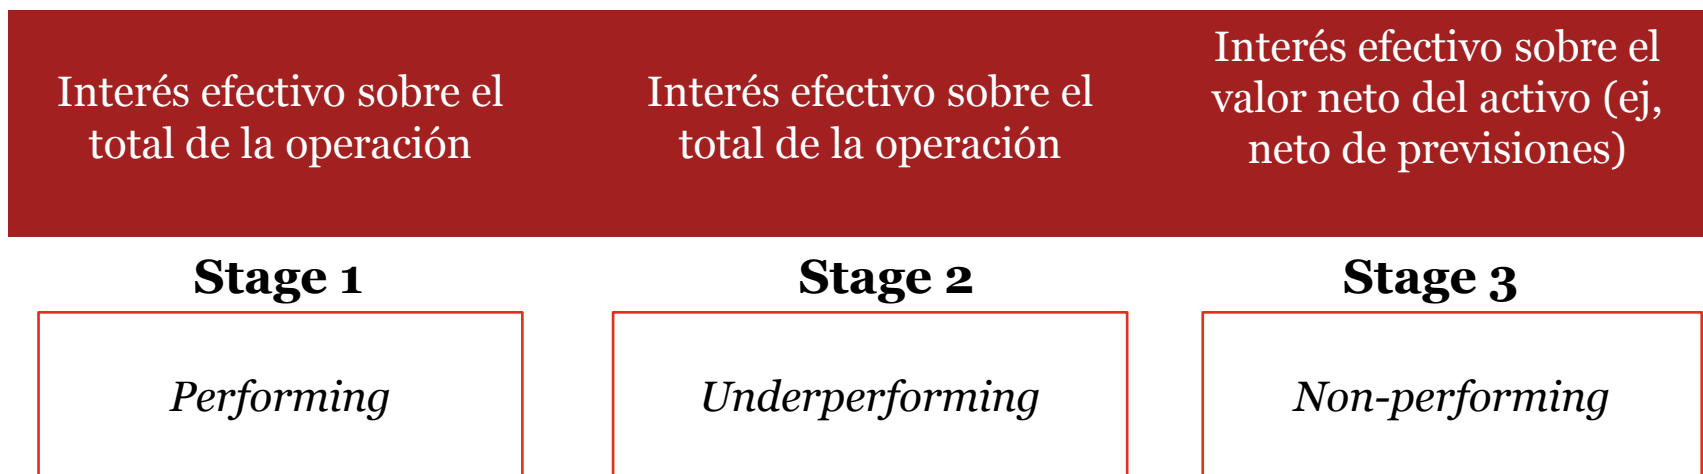 Interés efectivo sobre el
total de la operación
Interés efectivo sobre el
total de la operación
Interés efectivo sobre el
valor neto del activo (ej,
neto de previsiones)
Stage 1
Stage 2
Stage 3
Performing
Underperforming
Non-performing